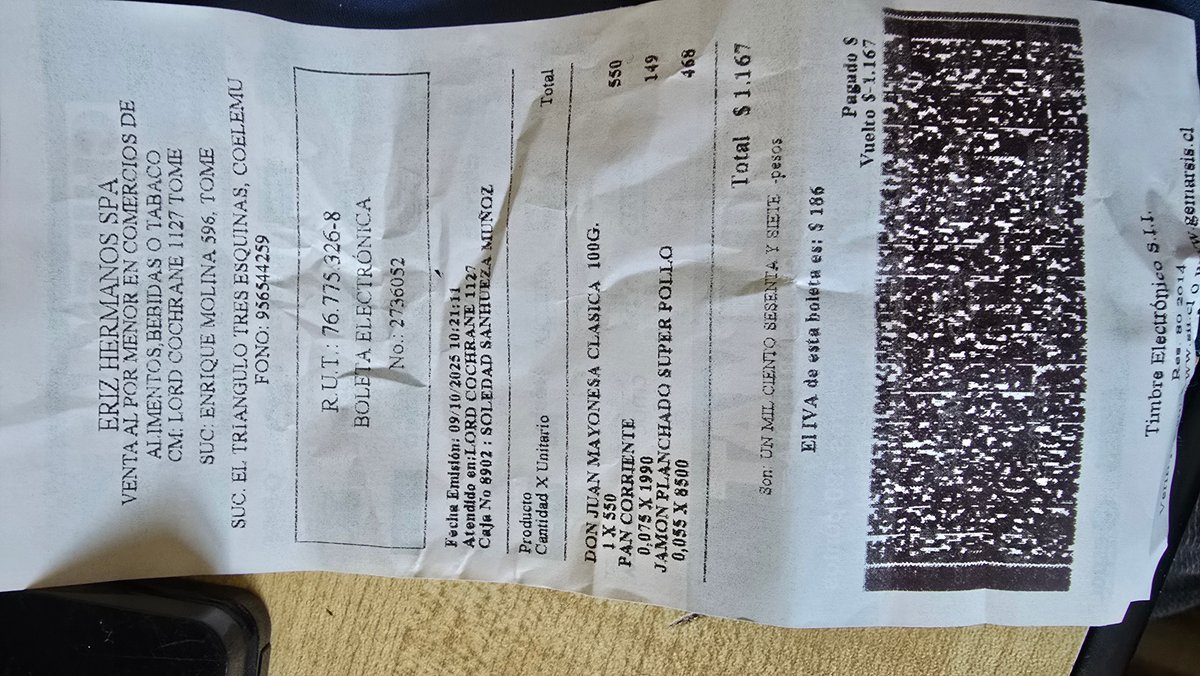 ERIZ HERMANOS SPA
VENTA AL POR MENOR EN COMERCIOS DE
ALIMENTOS,BEBIDAS O TABACO
CM: LORD COCHRANE 1127 TOME
SUC: ENRIQUE MOLINA 596, TOME
SUC. EL TRIANGULO TRES ESQUINAS, COELEMU
FONO: 956544259
R.U.T.: 76.775.326-8
BOLETA ELECTRÓNICA
No.: 2736052
Fecha Emisión: 09/10/2025 10:21:11
Atendido en:LORD COCHRANE 1127
Caja No 8902 : SOLEDAD SANHUEZA MUÑOZ
Producto
Cantidad X Unitario Total
DON JUAN MAYONESA CLASICA 100G.
1 X 550 550
PAN CORRIENTE
0,075 X 1990 149
JAMON PLANCHADO SUPER POLLO
0,055 X 8500 468
Total $ 1.167
Son: UN MIL CIENTO SESENTA Y SIETE -pesos
El IVA de esta boleta es: $ 186
Pagado $
Vuelto $-1.167
Timbre Electrónico S.I.I.
Res. 80 2014
.gemarsis.cl